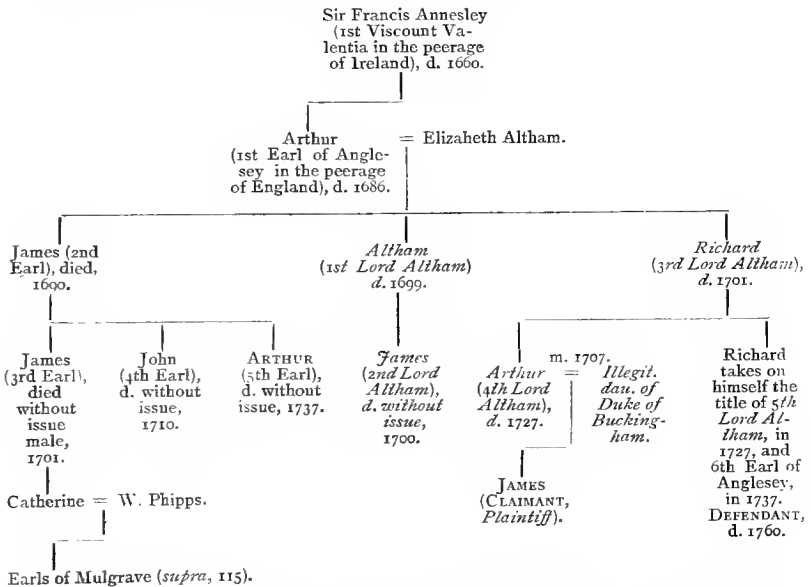 Sir Francis Annesley
(1st Viscount Va-
lentia in the peerage
of Ireland), d. 1660.
Arthur
(1st Earl of Angle-
sey in the peerage
of England), d. 1686.
= Elizaheth Altham.
James (2nd
Earl), died,
1690.
Altham
(1st Lord Altham)
d. 1699.
Richard
(3rd Lord Altham),
d. 1701.
James
(3rd Earl),
died
without
issue
male,
1701.
John
(4th Earl),
d. without
issue,
1710.
ARTHUR
(5th Earl),
d. without
issue, 1737.
James
(2nd Lord
Altham),
d. without
issue,
1700.
m. 1707.
Arthur
(4th Lord
Altham),
d. 1727.
=
Illegit.
dau. of
Duke of
Bucking-
ham.
Richard
takes on
himself the
title of 5th
Lord Al-
tham, in
1727, and
6th Earl of
Anglesey,
in 1737.
DEFENDANT,
d. 1760.
Catherine = W. Phipps.
JAMES
(CLAIMANT,
Plaintiff).
Earls of Mulgrave (supra, 115).